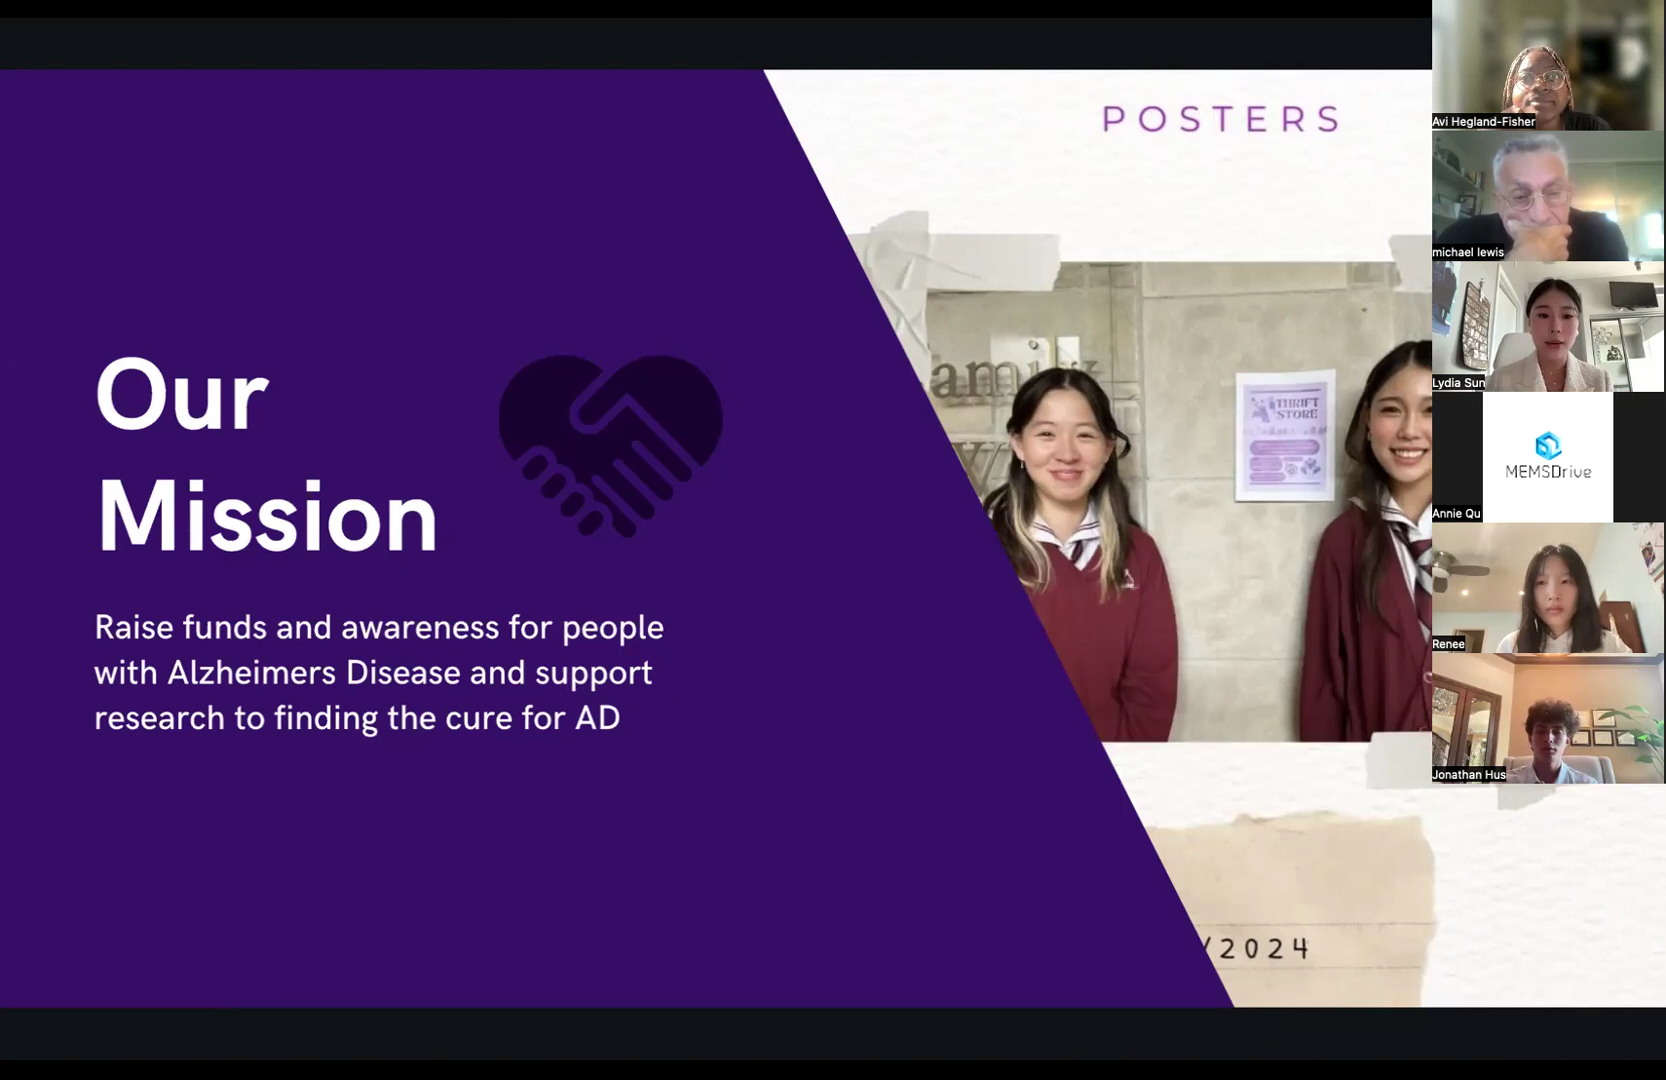 POSTERS
Our
Mission
Raise funds and awareness for people
with Alzheimers Disease and support
research to finding the cure for AD
THRIFT
STORE
/2024
Avi Hegland-Fisher
michael lewis
Lydia Sun
MEMSDrive
Annie Qu
Renee
Jonathan Hus